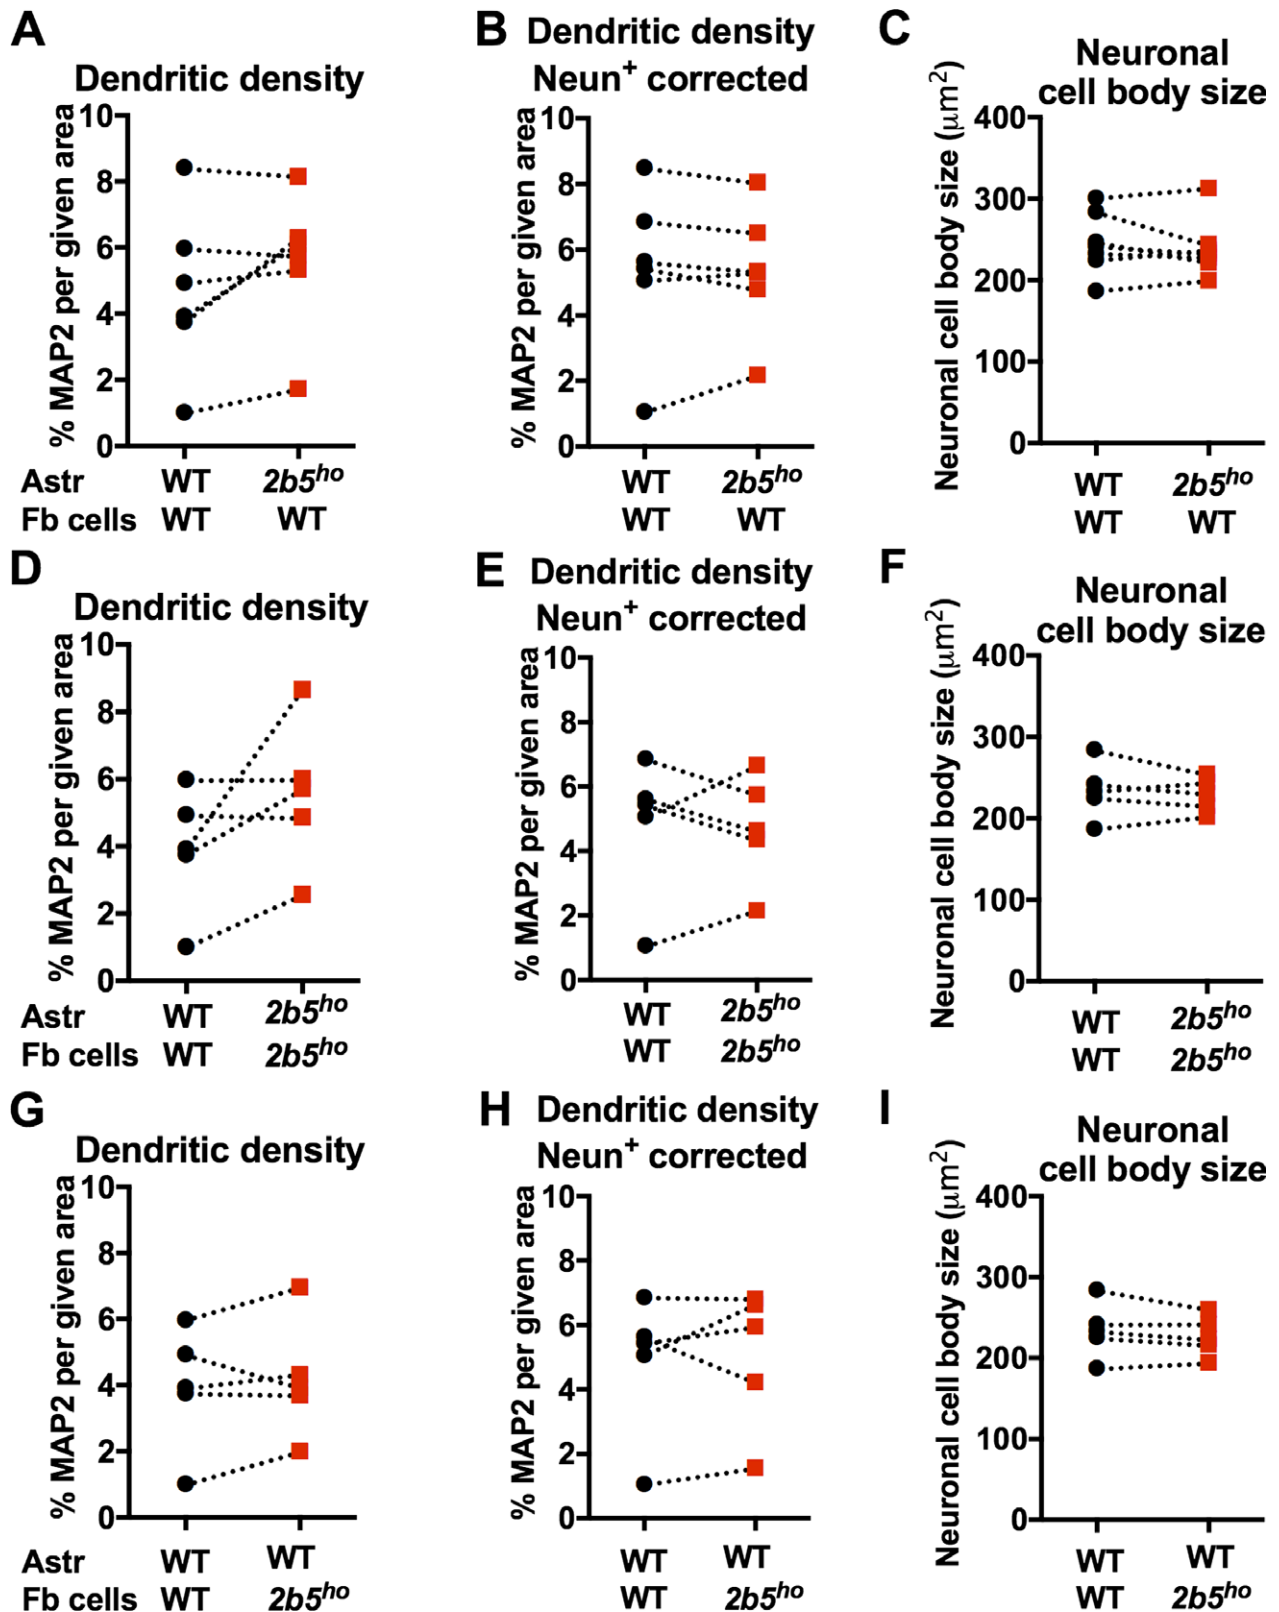 A
Dendritic density
% MAP2 per given area
10
8
6
4
2
0
Astr WT 2b5ho
Fb cells WT WT
B
Dendritic density
Neun+ corrected
% MAP2 per given area
10
8
6
4
2
0
WT 2b5ho
WT WT
C
Neuronal
cell body size
Neuronal cell body size (μm2)
400
300
200
100
0
WT 2b5ho
WT WT
D
Dendritic density
% MAP2 per given area
10
8
6
4
2
0
Astr WT 2b5ho
Fb cells WT 2b5ho
E
Dendritic density
Neun+ corrected
% MAP2 per given area
10
8
6
4
2
0
WT 2b5ho
WT 2b5ho
F
Neuronal
cell body size
Neuronal cell body size (μm2)
400
300
200
100
0
WT 2b5ho
WT 2b5ho
G
Dendritic density
% MAP2 per given area
10
8
6
4
2
0
Astr WT WT
Fb cells WT 2b5ho
H
Dendritic density
Neun+ corrected
% MAP2 per given area
10
8
6
4
2
0
WT WT
WT 2b5ho
I
Neuronal
cell body size
Neuronal cell body size (μm2)
400
300
200
100
0
WT WT
WT 2b5ho